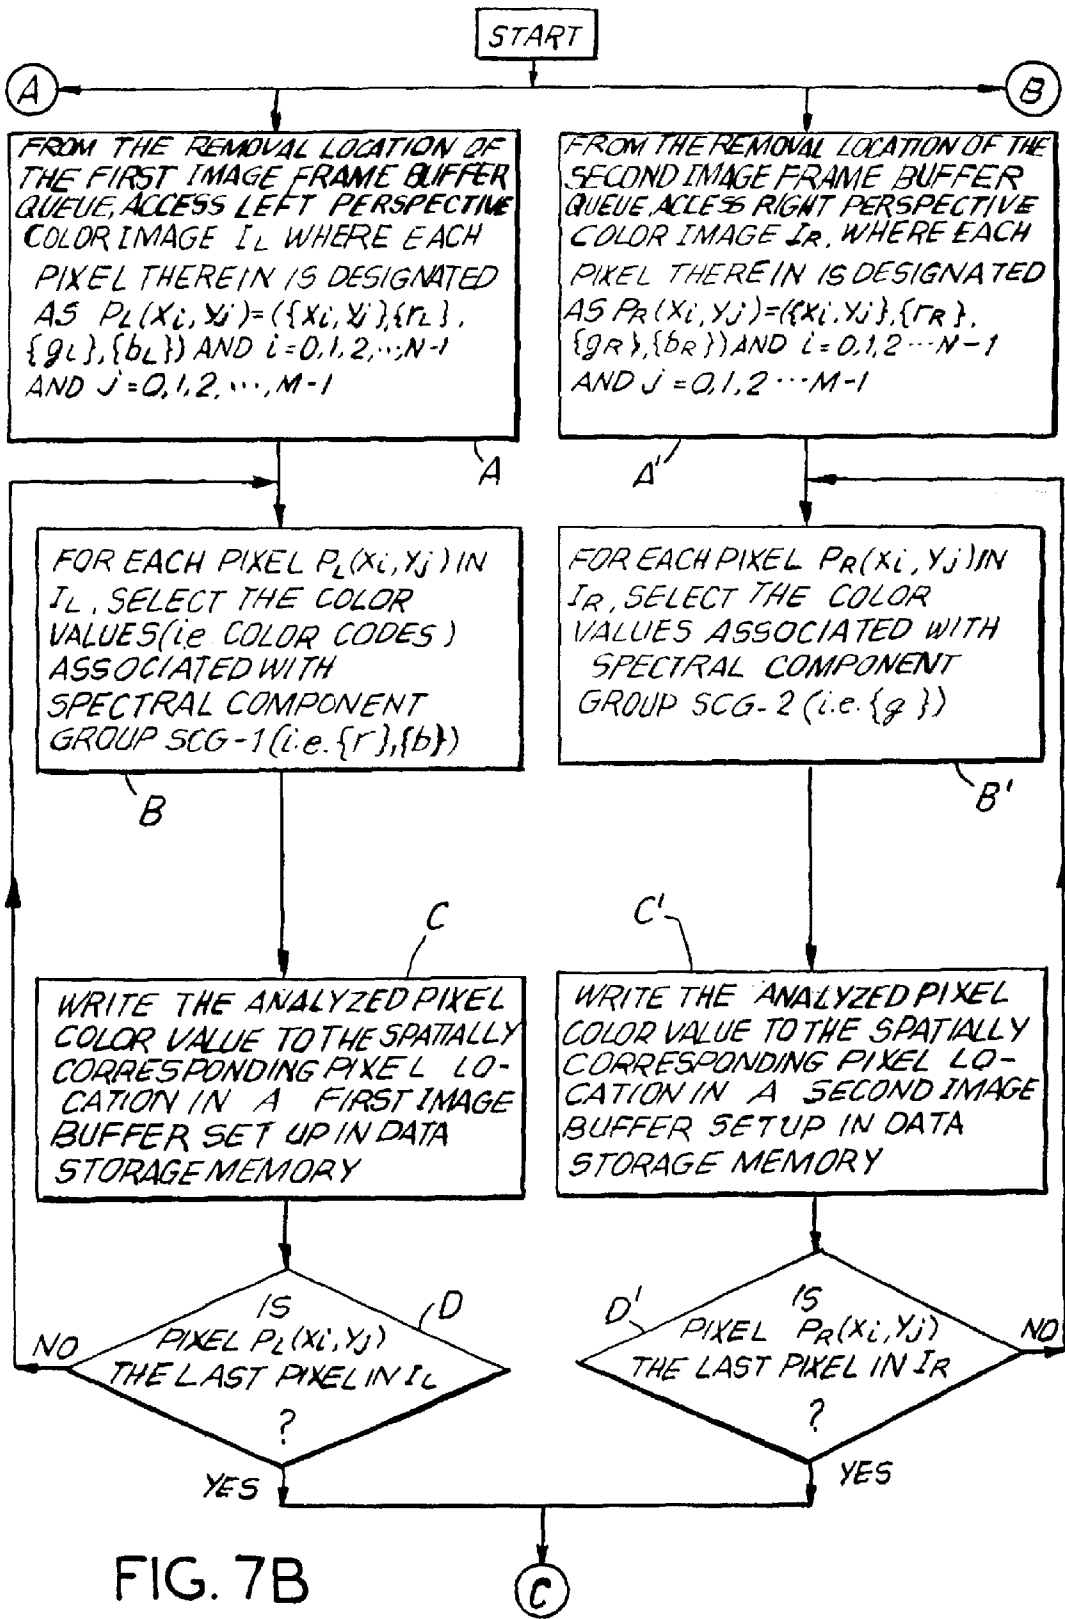 START
A
B
FROM THE REMOVAL LOCATION OF
THE FIRST IMAGE FRAME BUFFER
QUEUE, ACCESS LEFT PERSPECTIVE
COLOR IMAGE IL WHERE EACH
PIXEL THEREIN IS DESIGNATED
AS PL(Xi, Yj)=({Xi, Yj},{rL},
{gL},{bL}) AND i=0,1,2,...,N-1
AND j=0,1,2,...,M-1
A
FROM THE REMOVAL LOCATION OF THE
SECOND IMAGE FRAME BUFFER
QUEUE, ACCESS RIGHT PERSPECTIVE
COLOR IMAGE IR, WHERE EACH
PIXEL THEREIN IS DESIGNATED
AS PR(Xi, Yj)=({Xi, Yj},{rR},
{gR},{bR}) AND i=0,1,2...N-1
AND j=0,1,2...M-1
A'
FOR EACH PIXEL PL(Xi, Yj) IN
IL, SELECT THE COLOR
VALUES (i.e COLOR CODES)
ASSOCIATED WITH
SPECTRAL COMPONENT
GROUP SCG-1 (i.e. {r},{b})
B
FOR EACH PIXEL PR(Xi, Yj) IN
IR, SELECT THE COLOR
VALUES ASSOCIATED WITH
SPECTRAL COMPONENT
GROUP SCG-2 (i.e. {g })
B'
C
WRITE THE ANALYZED PIXEL
COLOR VALUE TO THE SPATIALLY
CORRESPONDING PIXEL LO-
CATION IN A FIRST IMAGE
BUFFER SET UP IN DATA
STORAGE MEMORY
C'
WRITE THE ANALYZED PIXEL
COLOR VALUE TO THE SPATIALLY
CORRESPONDING PIXEL LO-
CATION IN A SECOND IMAGE
BUFFER SETUP IN DATA
STORAGE MEMORY
D
IS
PIXEL PL(Xi, Yj)
THE LAST PIXEL IN IL
?
NO
YES
D'
IS
PIXEL PR(Xi, Yj)
THE LAST PIXEL IN IR
?
NO
YES
C
FIG. 7B